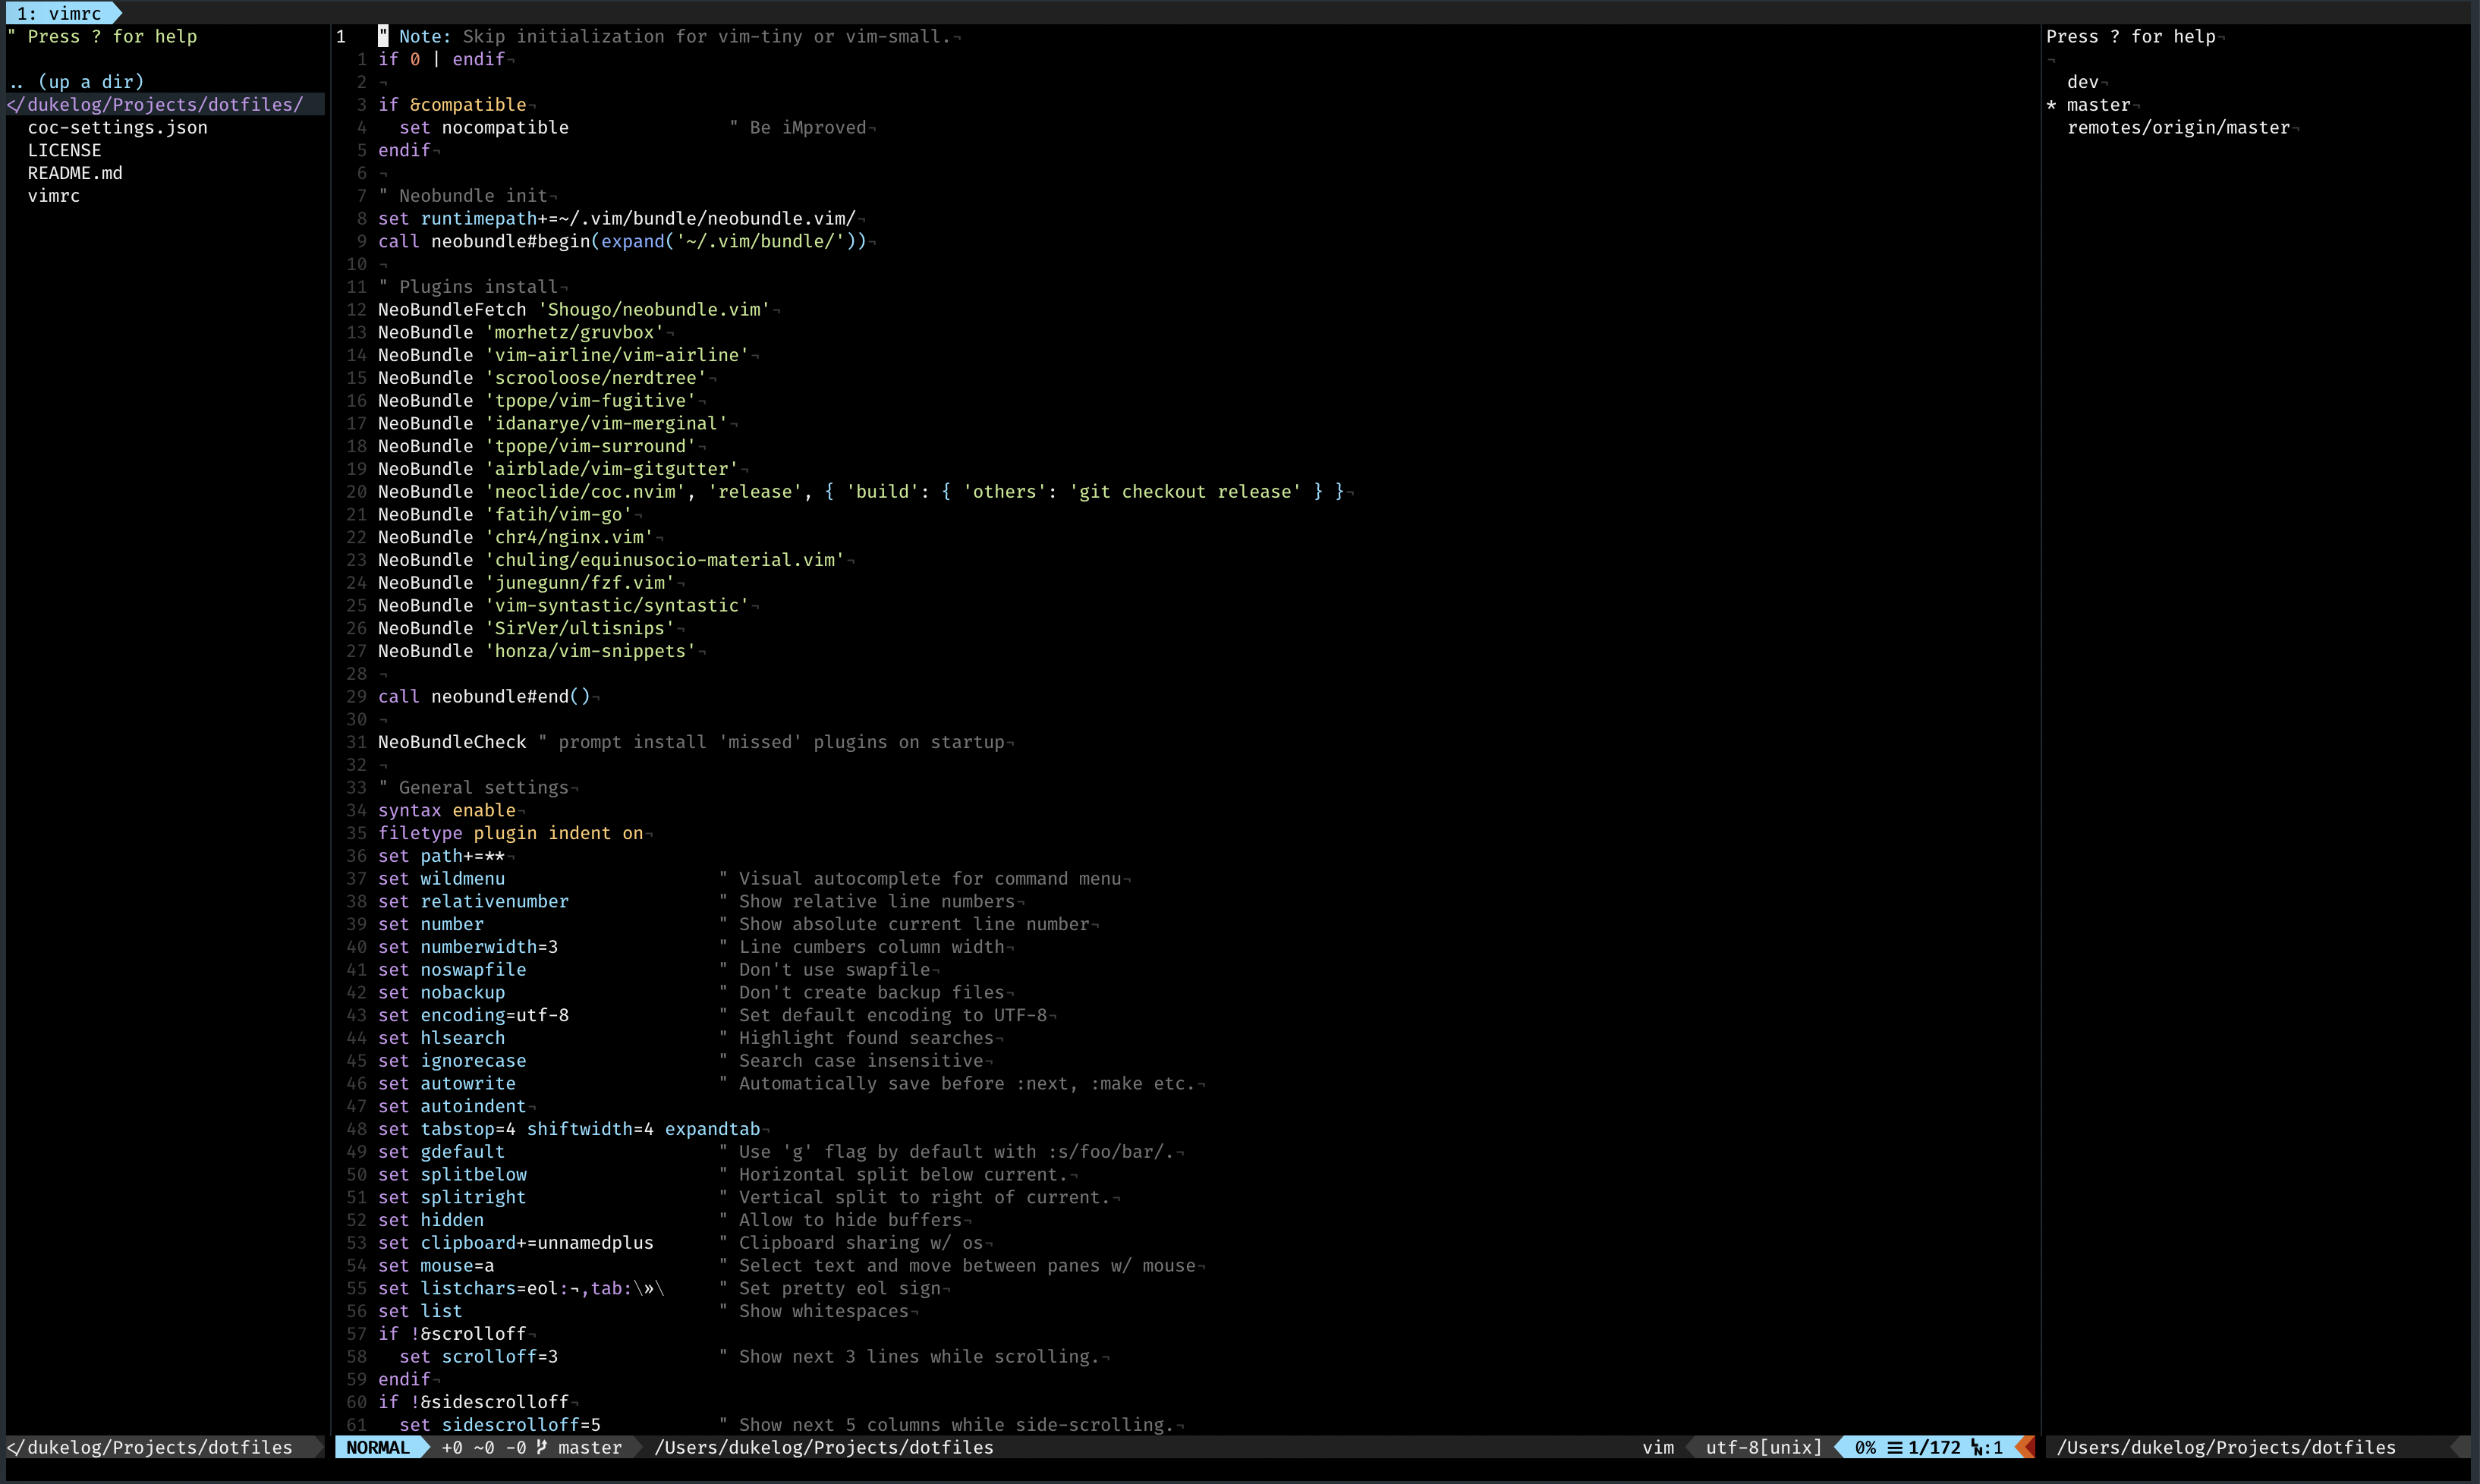 1: vimrc
" Press ? for help

.. (up a dir)
</dukelog/Projects/dotfiles/
  coc-settings.json
  LICENSE
  README.md
  vimrc
1   " Note: Skip initialization for vim-tiny or vim-small.¬
  1 if 0 | endif¬
  2 ¬
  3 if &compatible¬
  4   set nocompatible               " Be iMproved¬
  5 endif¬
  6 ¬
  7 " Neobundle init¬
  8 set runtimepath+=~/.vim/bundle/neobundle.vim/¬
  9 call neobundle#begin(expand('~/.vim/bundle/'))¬
 10 ¬
 11 " Plugins install¬
 12 NeoBundleFetch 'Shougo/neobundle.vim'¬
 13 NeoBundle 'morhetz/gruvbox'¬
 14 NeoBundle 'vim-airline/vim-airline'¬
 15 NeoBundle 'scrooloose/nerdtree'¬
 16 NeoBundle 'tpope/vim-fugitive'¬
 17 NeoBundle 'idanarye/vim-merginal'¬
 18 NeoBundle 'tpope/vim-surround'¬
 19 NeoBundle 'airblade/vim-gitgutter'¬
 20 NeoBundle 'neoclide/coc.nvim', 'release', { 'build': { 'others': 'git checkout release' } }¬
 21 NeoBundle 'fatih/vim-go'¬
 22 NeoBundle 'chr4/nginx.vim'¬
 23 NeoBundle 'chuling/equinusocio-material.vim'¬
 24 NeoBundle 'junegunn/fzf.vim'¬
 25 NeoBundle 'vim-syntastic/syntastic'¬
 26 NeoBundle 'SirVer/ultisnips'¬
 27 NeoBundle 'honza/vim-snippets'¬
 28 ¬
 29 call neobundle#end()¬
 30 ¬
 31 NeoBundleCheck " prompt install 'missed' plugins on startup¬
 32 ¬
 33 " General settings¬
 34 syntax enable¬
 35 filetype plugin indent on¬
 36 set path+=**¬
 37 set wildmenu                    " Visual autocomplete for command menu¬
 38 set relativenumber              " Show relative line numbers¬
 39 set number                      " Show absolute current line number¬
 40 set numberwidth=3               " Line cumbers column width¬
 41 set noswapfile                  " Don't use swapfile¬
 42 set nobackup                    " Don't create backup files¬
 43 set encoding=utf-8              " Set default encoding to UTF-8¬
 44 set hlsearch                    " Highlight found searches¬
 45 set ignorecase                  " Search case insensitive¬
 46 set autowrite                   " Automatically save before :next, :make etc.¬
 47 set autoindent¬
 48 set tabstop=4 shiftwidth=4 expandtab¬
 49 set gdefault                    " Use 'g' flag by default with :s/foo/bar/.¬
 50 set splitbelow                  " Horizontal split below current.¬
 51 set splitright                  " Vertical split to right of current.¬
 52 set hidden                      " Allow to hide buffers¬
 53 set clipboard+=unnamedplus      " Clipboard sharing w/ os¬
 54 set mouse=a                     " Select text and move between panes w/ mouse¬
 55 set listchars=eol:¬,tab:\»\     " Set pretty eol sign¬
 56 set list                        " Show whitespaces¬
 57 if !&scrolloff¬
 58   set scrolloff=3               " Show next 3 lines while scrolling.¬
 59 endif¬
 60 if !&sidescrolloff¬
 61   set sidescrolloff=5           " Show next 5 columns while side-scrolling.¬
Press ? for help¬
¬
  dev¬
* master¬
  remotes/origin/master¬
</dukelog/Projects/dotfiles  NORMAL  +0 ~0 -0 master  /Users/dukelog/Projects/dotfiles  vim  utf-8[unix]  0% ☰ 1/172 ㏑:1  /Users/dukelog/Projects/dotfiles